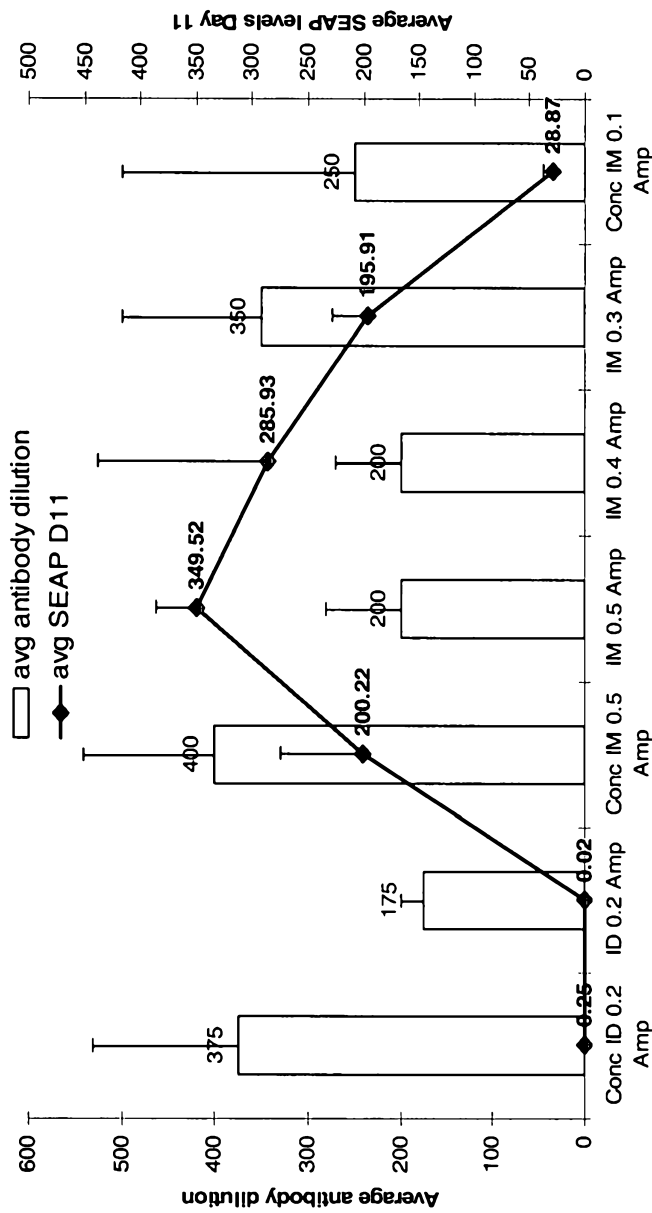 avg antibody dilution
avg SEAP D11
Average antibody dilution
600
500
400
300
200
100
0
Average SEAP levels Day 11
500
450
400
350
300
250
200
150
100
50
0
375
175
400
200
200
350
250
0.25
0.02
200.22
349.52
285.93
195.91
28.87
Conc ID 0.2
Amp
ID 0.2 Amp
Conc IM 0.5
Amp
IM 0.5 Amp
IM 0.4 Amp
IM 0.3 Amp
Conc IM 0.1
Amp